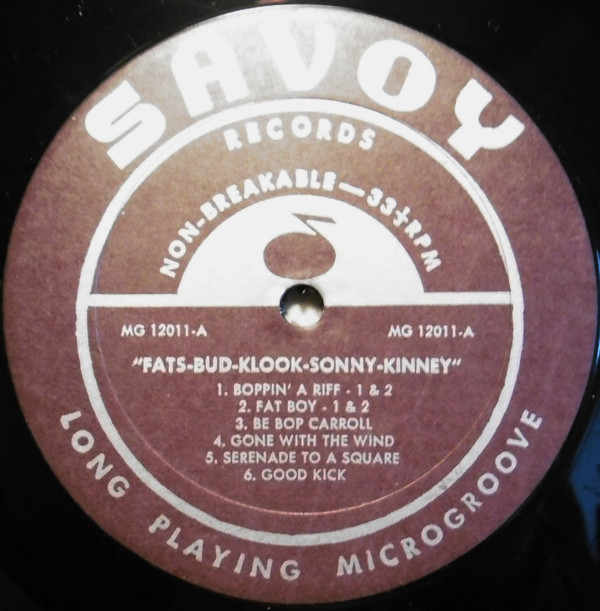 SAVOY
RECORDS
NON-BREAKABLE—33⅓RPM
MG 12011-A
MG 12011-A
"FATS-BUD-KLOOK-SONNY-KINNEY"
1. BOPPIN' A RIFF - 1 & 2
2. FAT BOY - 1 & 2
3. BE BOP CARROLL
4. GONE WITH THE WIND
5. SERENADE TO A SQUARE
6. GOOD KICK
LONG PLAYING MICROGROOVE